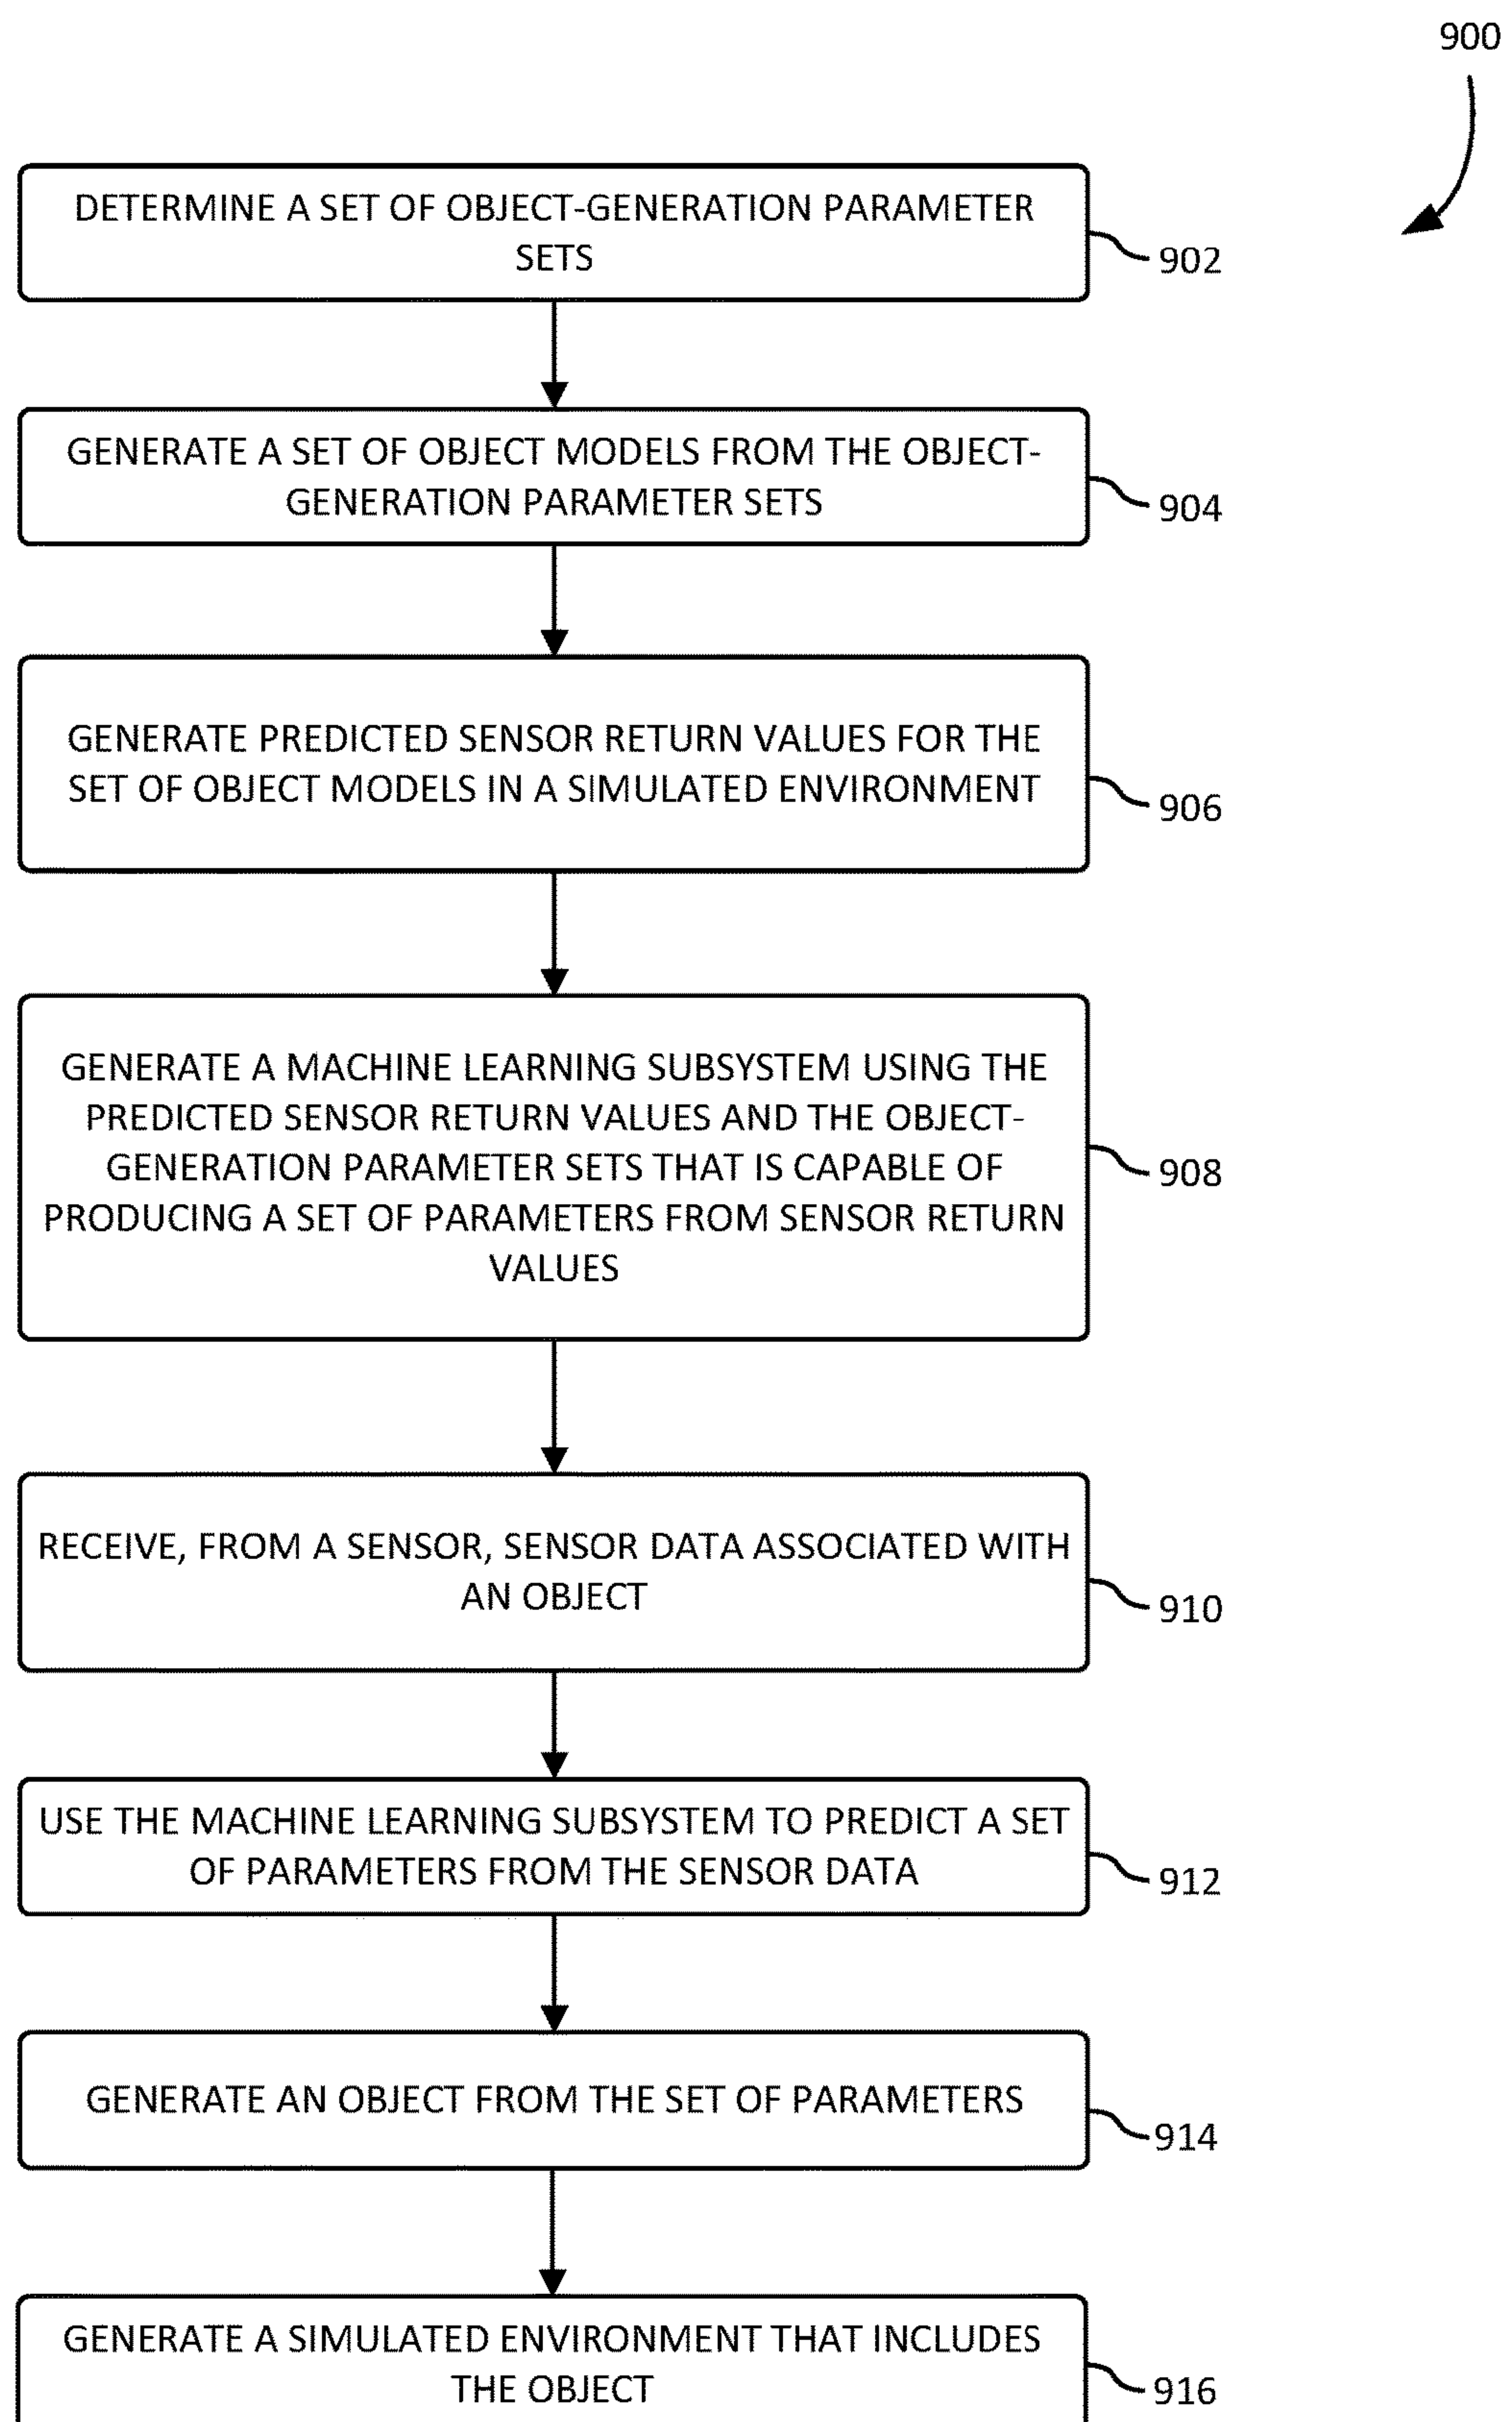 900
DETERMINE A SET OF OBJECT-GENERATION PARAMETER
SETS
902
GENERATE A SET OF OBJECT MODELS FROM THE OBJECT-
GENERATION PARAMETER SETS
904
GENERATE PREDICTED SENSOR RETURN VALUES FOR THE
SET OF OBJECT MODELS IN A SIMULATED ENVIRONMENT
906
GENERATE A MACHINE LEARNING SUBSYSTEM USING THE
PREDICTED SENSOR RETURN VALUES AND THE OBJECT-
GENERATION PARAMETER SETS THAT IS CAPABLE OF
PRODUCING A SET OF PARAMETERS FROM SENSOR RETURN
VALUES
908
RECEIVE, FROM A SENSOR, SENSOR DATA ASSOCIATED WITH
AN OBJECT
910
USE THE MACHINE LEARNING SUBSYSTEM TO PREDICT A SET
OF PARAMETERS FROM THE SENSOR DATA
912
GENERATE AN OBJECT FROM THE SET OF PARAMETERS
914
GENERATE A SIMULATED ENVIRONMENT THAT INCLUDES
THE OBJECT
916